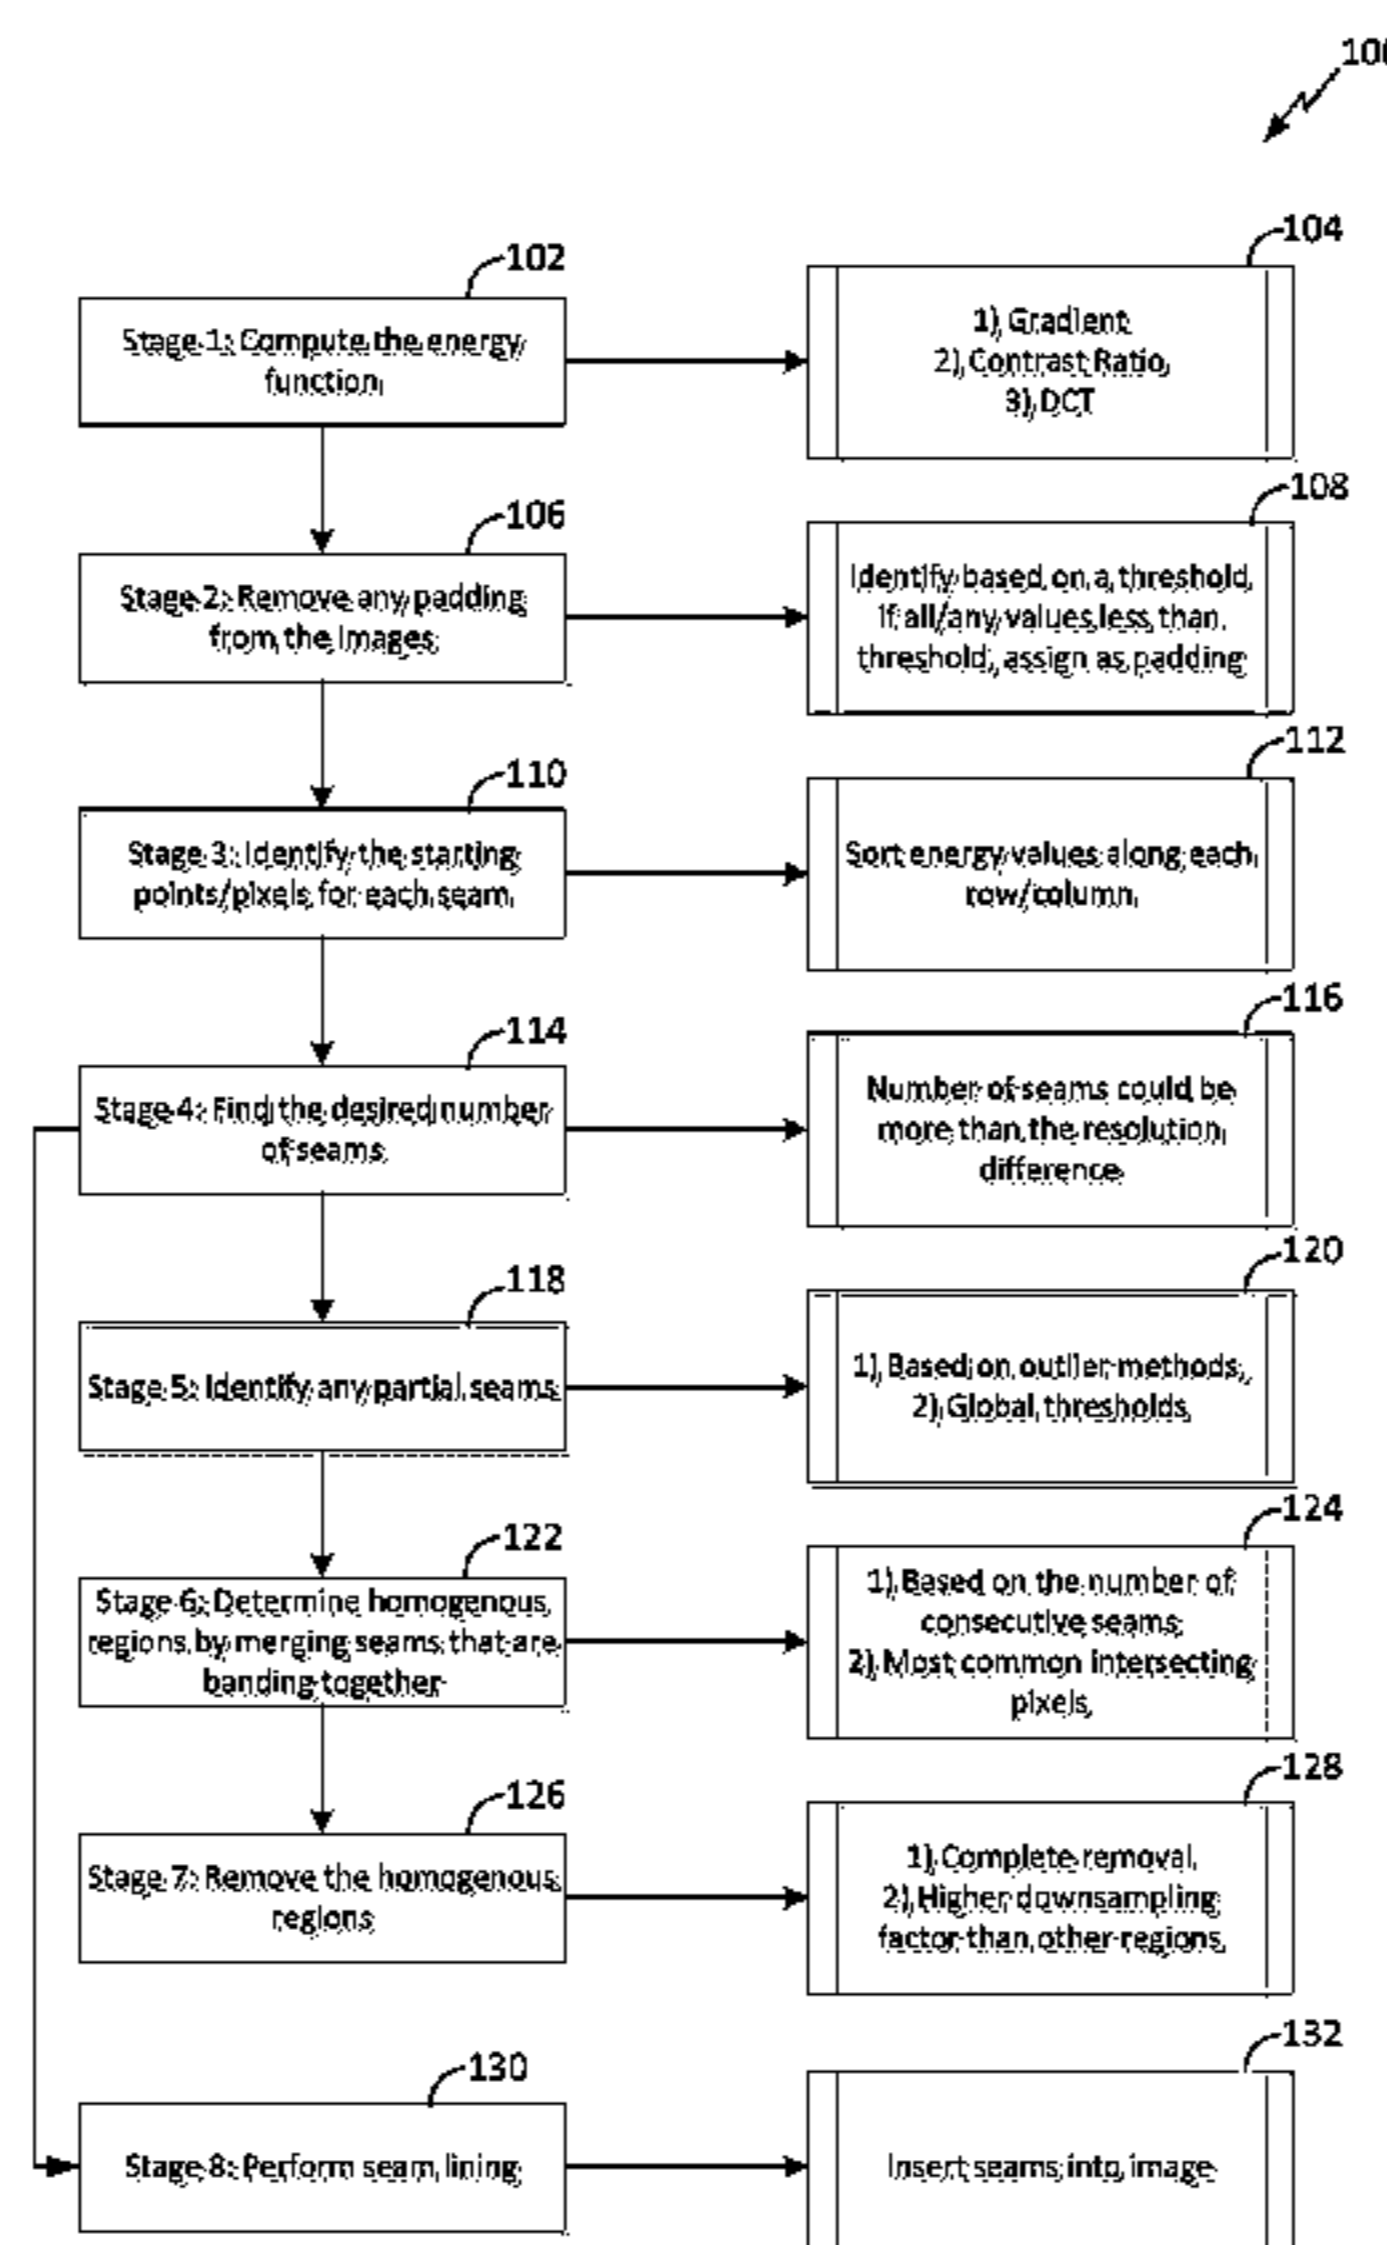 102
Stage 1: Compute the energy
function
104
1) Gradient
2) Contrast Ratio
3) DCT
106
Stage 2: Remove any padding
from the images
108
Identify based on a threshold
if all/any values less than
threshold, assign as padding
110
Stage 3: Identify the starting
points/pixels for each seam
112
Sort energy values along each
row/column
114
Stage 4: Find the desired number
of seams
116
Number of seams could be
more than the resolution
difference
118
Stage 5: Identify any partial seams
120
1) Based on outlier methods,
2) Global thresholds
122
Stage 6: Determine homogenous
regions by merging seams that are
banding together
124
1) Based on the number of
consecutive seams
2) Most common intersecting
pixels
126
Stage 7: Remove the homogenous
regions
128
1) Complete removal
2) Higher downsampling
factor than other regions
130
Stage 8: Perform seam lining
132
Insert seams into image